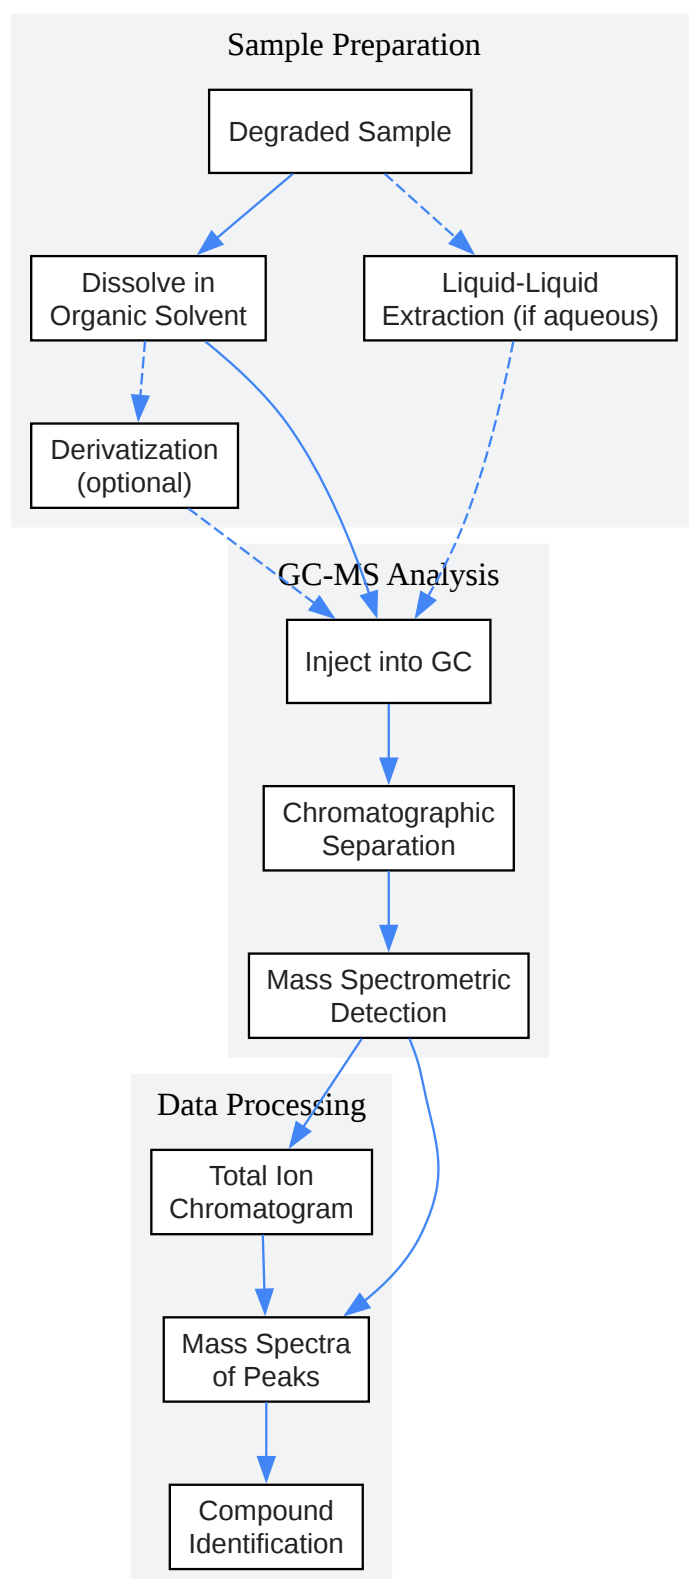 Sample Preparation
Degraded Sample
Dissolve in
Organic Solvent
Liquid-Liquid
Extraction (if aqueous)
Derivatization
(optional)
GC-MS Analysis
Inject into GC
Chromatographic
Separation
Mass Spectrometric
Detection
Data Processing
Total Ion
Chromatogram
Mass Spectra
of Peaks
Compound
Identification